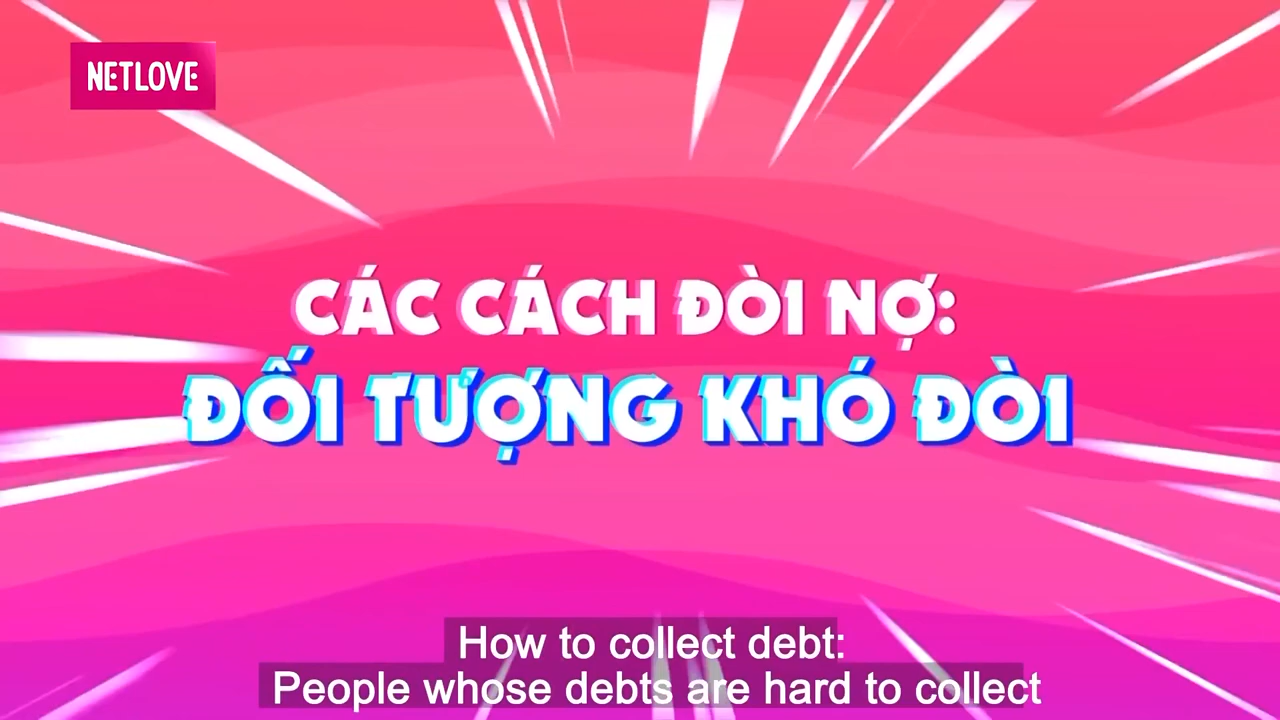 NETLOVE
CÁC CÁCH ĐÒI NỢ:
ĐỐI TƯỢNG KHÓ ĐÒI
How to collect debt:
People whose debts are hard to collect